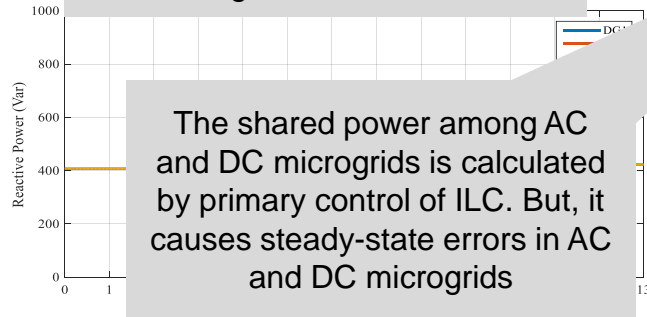 1000
DG1
800
600
400
200
0
Reactive Power (Var)
0 1 13
The shared power among AC
and DC microgrids is calculated
by primary control of ILC. But, it
causes steady-state errors in AC
and DC microgrids